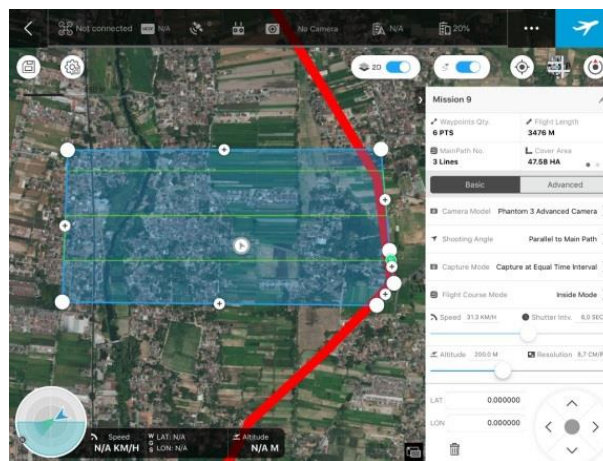 Not connected N/A No Camera N/A 20%
2D
Mission 9
Waypoints Qty. Flight Length
6 PTS 3476 M
MainPath No. Cover Area
3 Lines 47.58 HA
Basic Advanced
Camera Model Phantom 3 Advanced Camera
Shooting Angle Parallel to Main Path
Capture Mode Capture at Equal Time Interval
Flight Course Mode Inside Mode
Speed 31.3 KM/H Shutter Intv. 6,0 SEC
Altitude 200.0 M Resolution 8,7 CM/P
LAT 0.000000
LON 0.000000
Speed W LAT: N/A Altitude
N/A KM/H G S LON: N/A N/A M